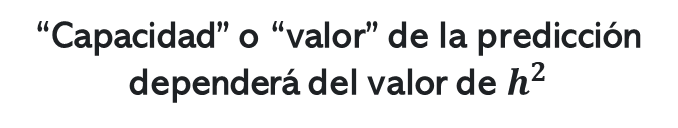 “Capacidad” o “valor” de la predicción
dependerá del valor de h²